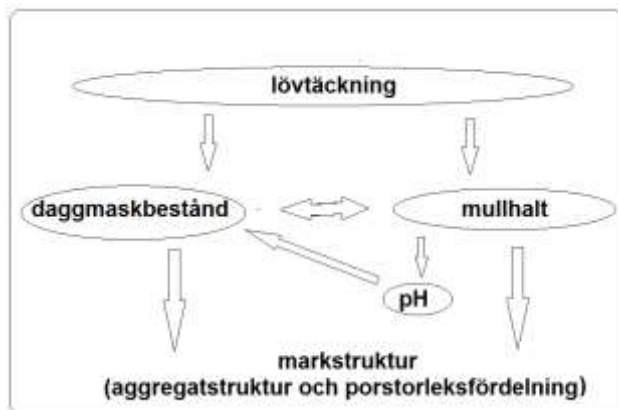 lövtäckning
daggmaskbestånd
mullhalt
pH
markstruktur
(aggregatstruktur och porstorleksfördelning)